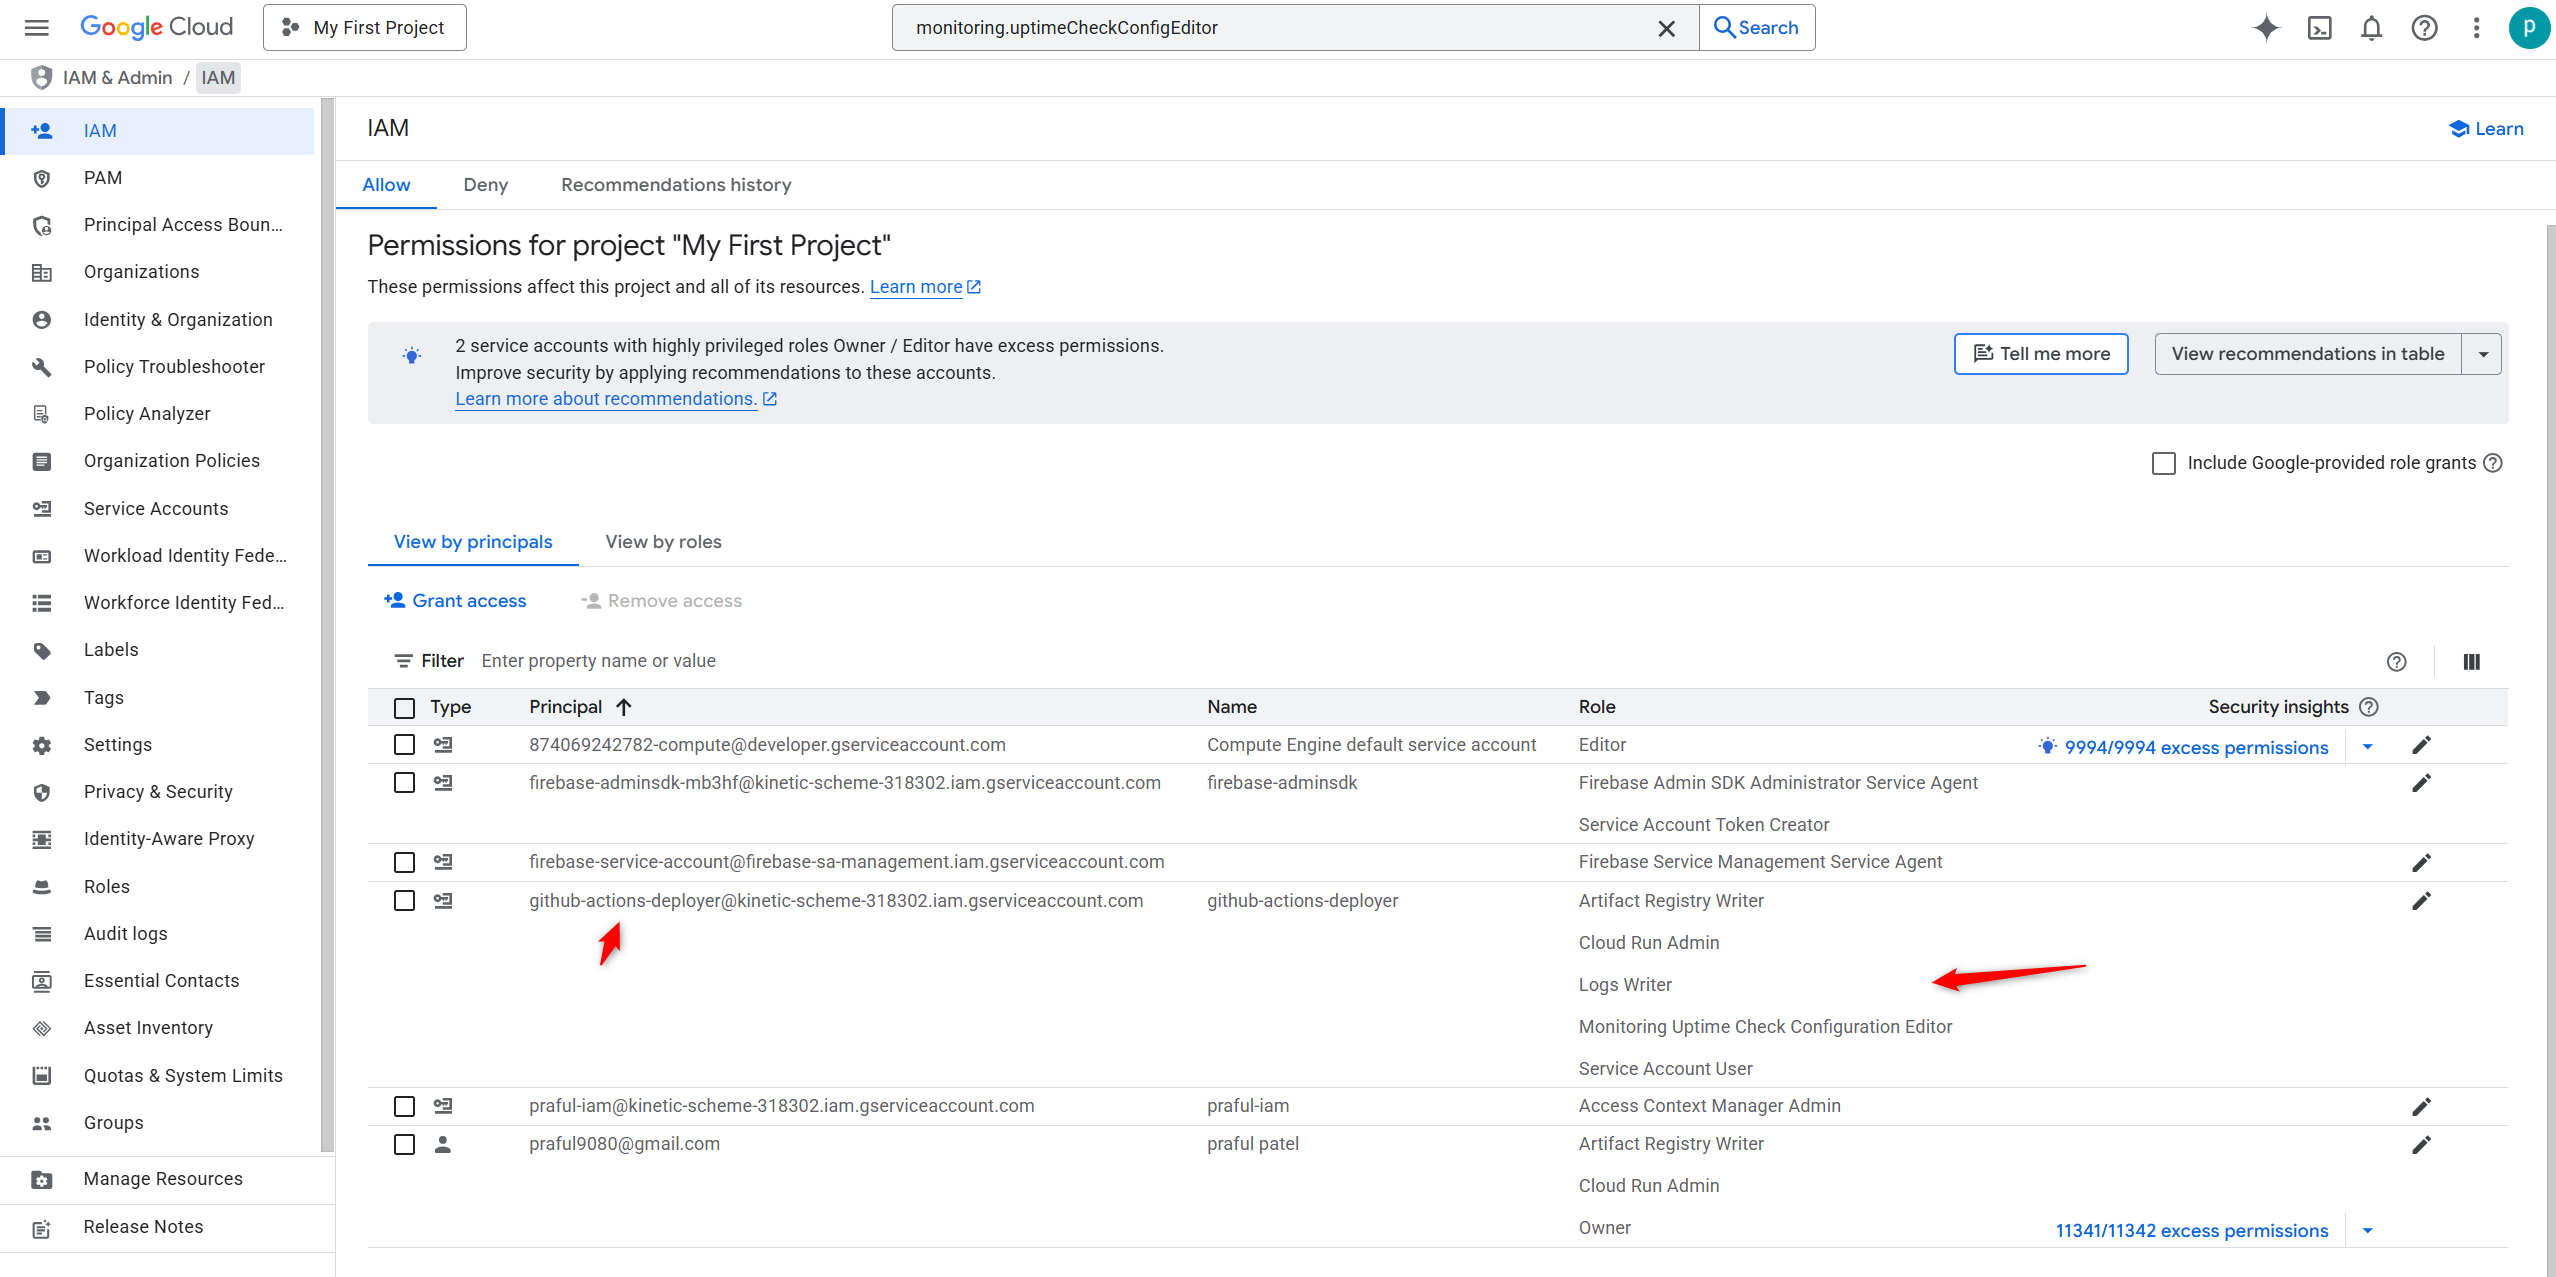 Google Cloud
My First Project
monitoring.uptimeCheckConfigEditor
Search
p
IAM & Admin / IAM
IAM
PAM
Principal Access Boun...
Organizations
Identity & Organization
Policy Troubleshooter
Policy Analyzer
Organization Policies
Service Accounts
Workload Identity Fede...
Workforce Identity Fed...
Labels
Tags
Settings
Privacy & Security
Identity-Aware Proxy
Roles
Audit logs
Essential Contacts
Asset Inventory
Quotas & System Limits
Groups
Manage Resources
Release Notes
IAM
Learn
Allow Deny Recommendations history
Permissions for project "My First Project"
These permissions affect this project and all of its resources. Learn more
2 service accounts with highly privileged roles Owner / Editor have excess permissions.
Improve security by applying recommendations to these accounts.
Learn more about recommendations.
Tell me more
View recommendations in table
Include Google-provided role grants
View by principals View by roles
Grant access Remove access
Filter Enter property name or value
Type Principal Name Role Security insights
874069242782-compute@developer.gserviceaccount.com Compute Engine default service account Editor 9994/9994 excess permissions
firebase-adminsdk-mb3hf@kinetic-scheme-318302.iam.gserviceaccount.com firebase-adminsdk Firebase Admin SDK Administrator Service Agent
Service Account Token Creator
firebase-service-account@firebase-sa-management.iam.gserviceaccount.com Firebase Service Management Service Agent
github-actions-deployer@kinetic-scheme-318302.iam.gserviceaccount.com github-actions-deployer Artifact Registry Writer
Cloud Run Admin
Logs Writer
Monitoring Uptime Check Configuration Editor
Service Account User
praful-iam@kinetic-scheme-318302.iam.gserviceaccount.com praful-iam Access Context Manager Admin
praful9080@gmail.com praful patel Artifact Registry Writer
Cloud Run Admin
Owner 11341/11342 excess permissions